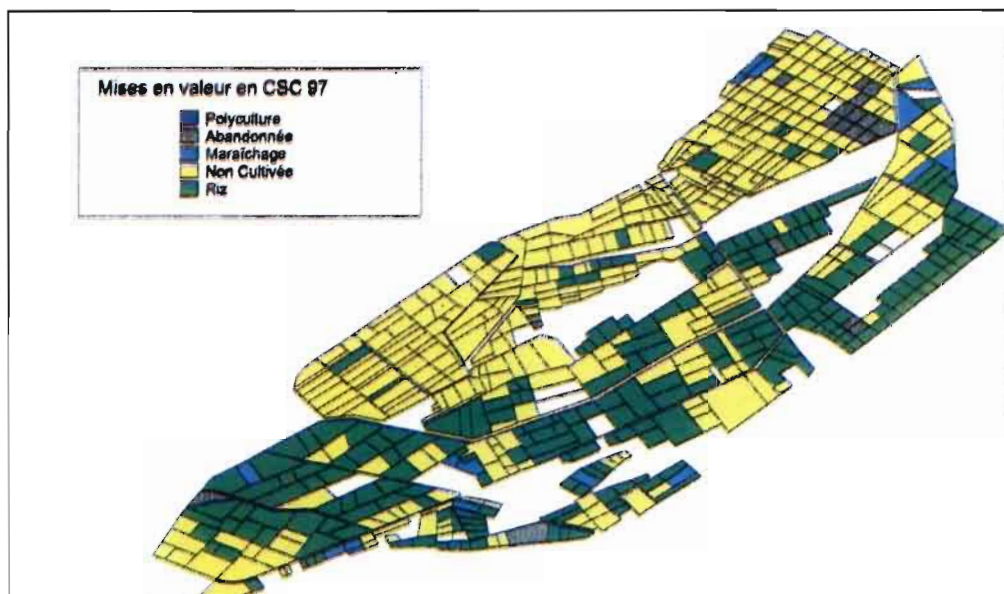 Mises en valeur en CSC 97
Polyculture
Abandonnée
Maraîchage
Non Cultivée
Riz